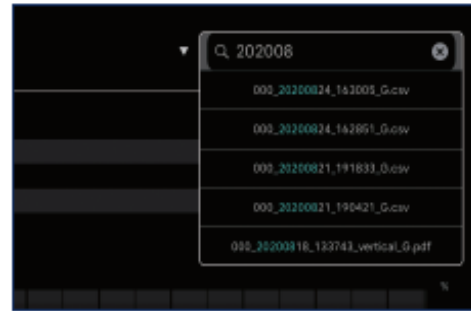 202008
000_20200824_163005_G.csv
000_20200824_162851_G.csv
000_20200821_191833_G.csv
000_20200821_190421_G.csv
000_20200818_133743_vertical_G.pdf
%